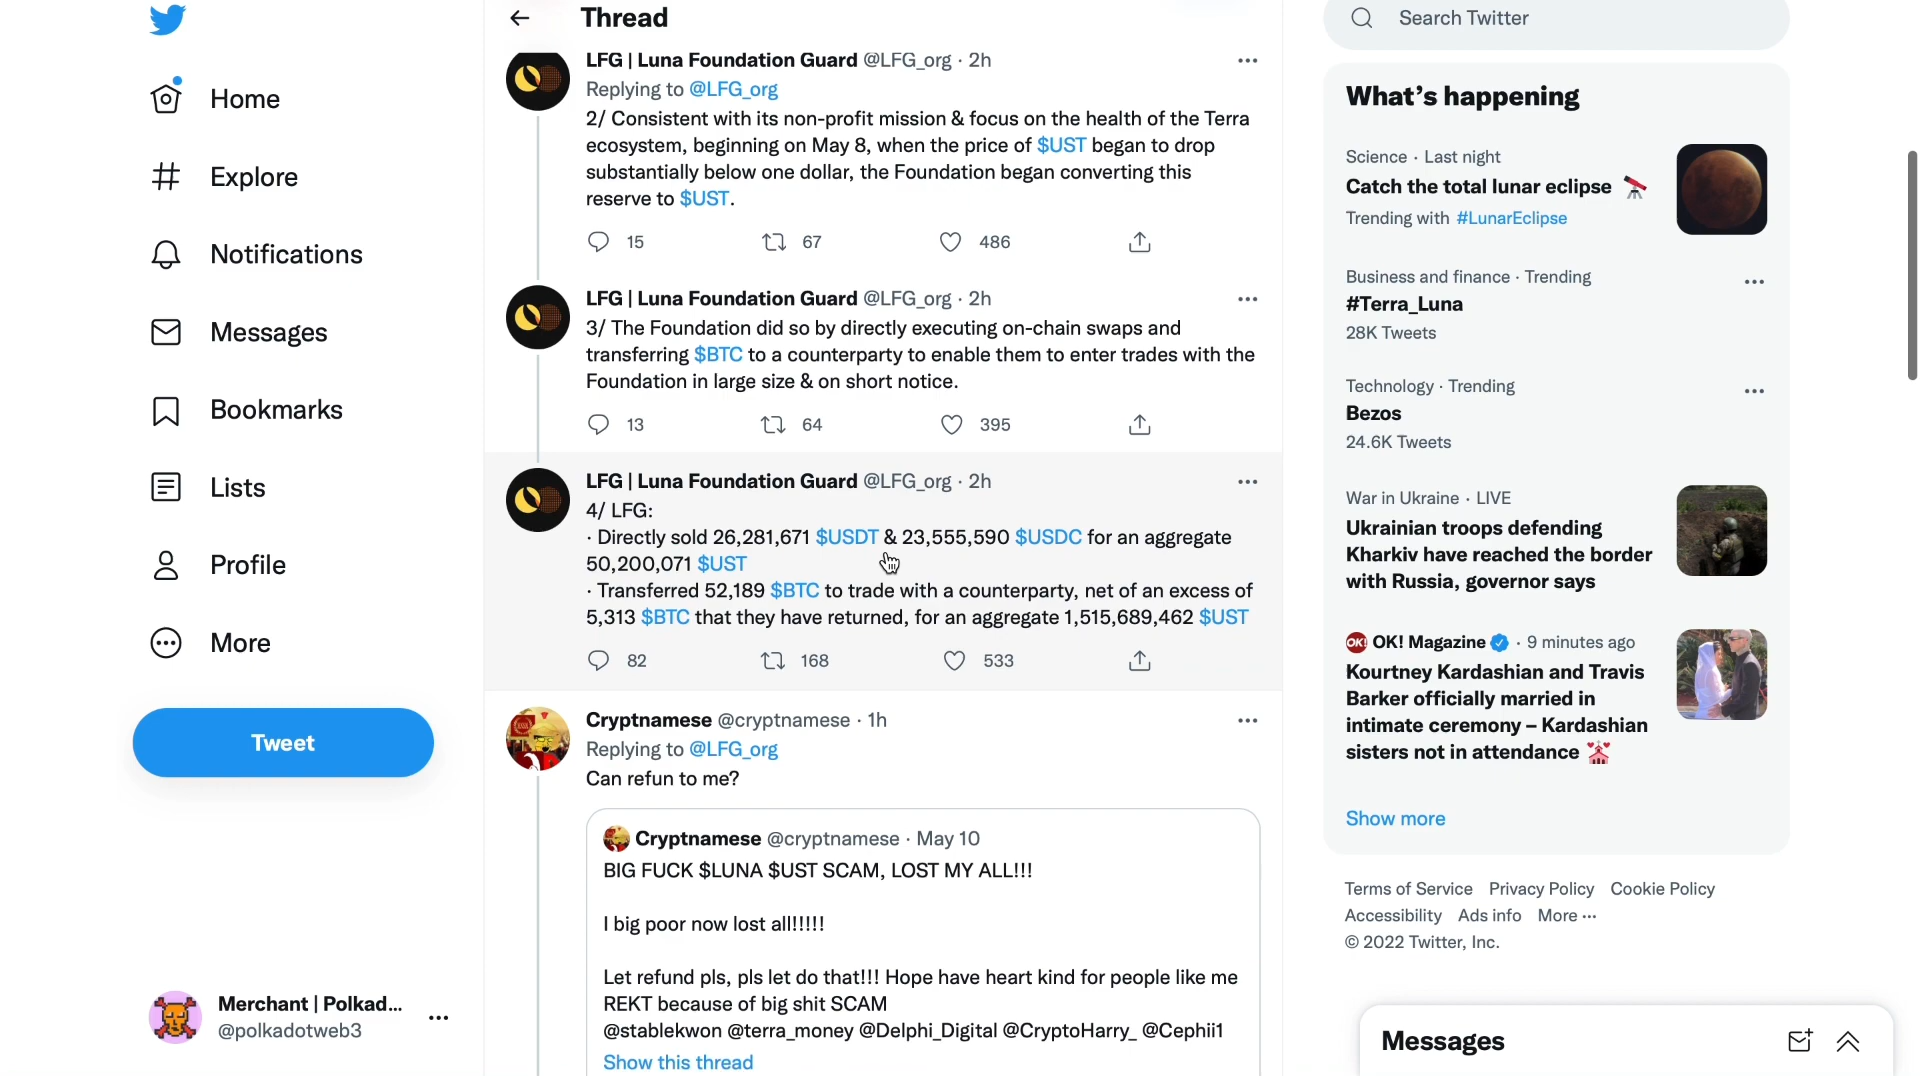 Home
Explore
Notifications
Messages
Bookmarks
Lists
Profile
More
Tweet
Merchant | Polkad...
@polkadotweb3
Thread
LFG | Luna Foundation Guard @LFG_org · 2h
Replying to @LFG_org
2/ Consistent with its non-profit mission & focus on the health of the Terra
ecosystem, beginning on May 8, when the price of $UST began to drop
substantially below one dollar, the Foundation began converting this
reserve to $UST.
15 67 486
LFG | Luna Foundation Guard @LFG_org · 2h
3/ The Foundation did so by directly executing on-chain swaps and
transferring $BTC to a counterparty to enable them to enter trades with the
Foundation in large size & on short notice.
13 64 395
LFG | Luna Foundation Guard @LFG_org · 2h
4/ LFG:
· Directly sold 26,281,671 $USDT & 23,555,590 $USDC for an aggregate
50,200,071 $UST
· Transferred 52,189 $BTC to trade with a counterparty, net of an excess of
5,313 $BTC that they have returned, for an aggregate 1,515,689,462 $UST
82 168 533
Cryptnamese @cryptnamese · 1h
Replying to @LFG_org
Can refun to me?
Cryptnamese @cryptnamese · May 10
BIG FUCK $LUNA $UST SCAM, LOST MY ALL!!!
I big poor now lost all!!!!!
Let refund pls, pls let do that!!! Hope have heart kind for people like me
REKT because of big shit SCAM
@stablekwon @terra_money @Delphi_Digital @CryptoHarry_ @Cephii1
Show this thread
Search Twitter
What's happening
Science · Last night
Catch the total lunar eclipse
Trending with #LunarEclipse
Business and finance · Trending
#Terra_Luna
28K Tweets
Technology · Trending
Bezos
24.6K Tweets
War in Ukraine · LIVE
Ukrainian troops defending
Kharkiv have reached the border
with Russia, governor says
OK! OK! Magazine · 9 minutes ago
Kourtney Kardashian and Travis
Barker officially married in
intimate ceremony – Kardashian
sisters not in attendance
Show more
Terms of Service Privacy Policy Cookie Policy
Accessibility Ads info More ···
© 2022 Twitter, Inc.
Messages